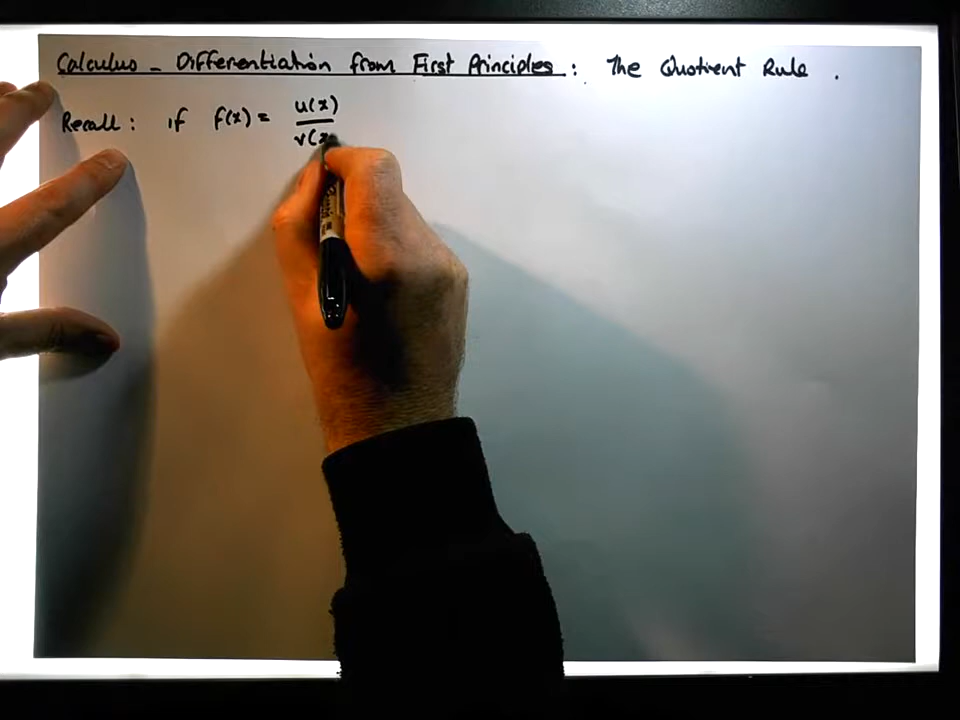 Calculus - Differentiation from First Principles : The Quotient Rule .
Recall : if f(x) = u(x)
v(x